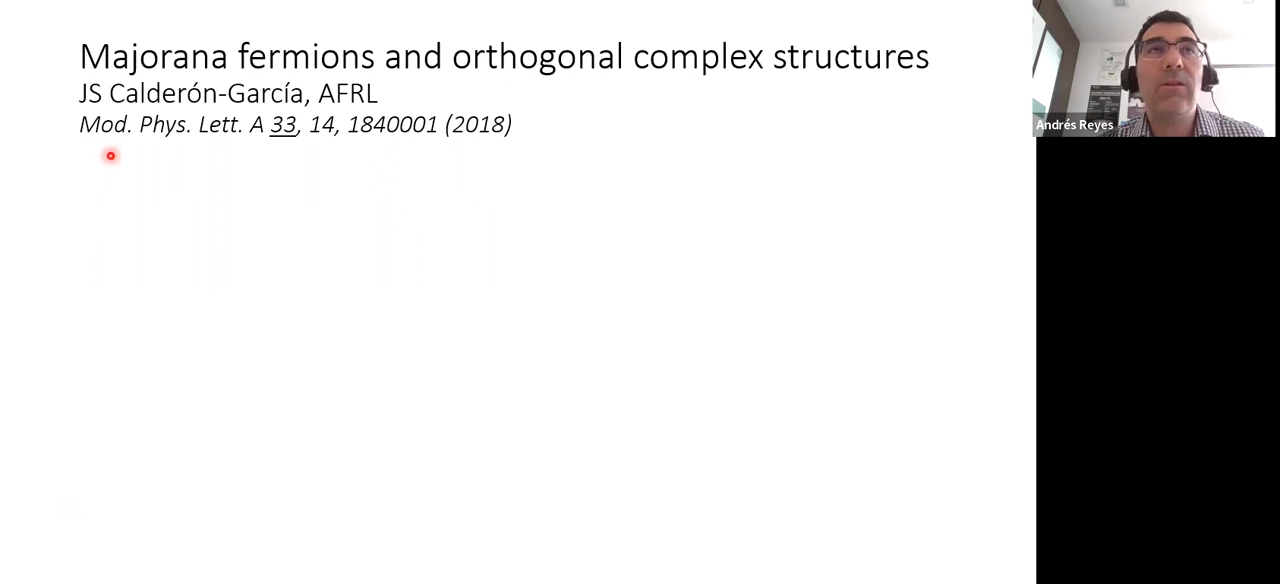 Majorana fermions and orthogonal complex structures
JS Calderón-García, AFRL
Mod. Phys. Lett. A 33, 14, 1840001 (2018)
Andrés Reyes